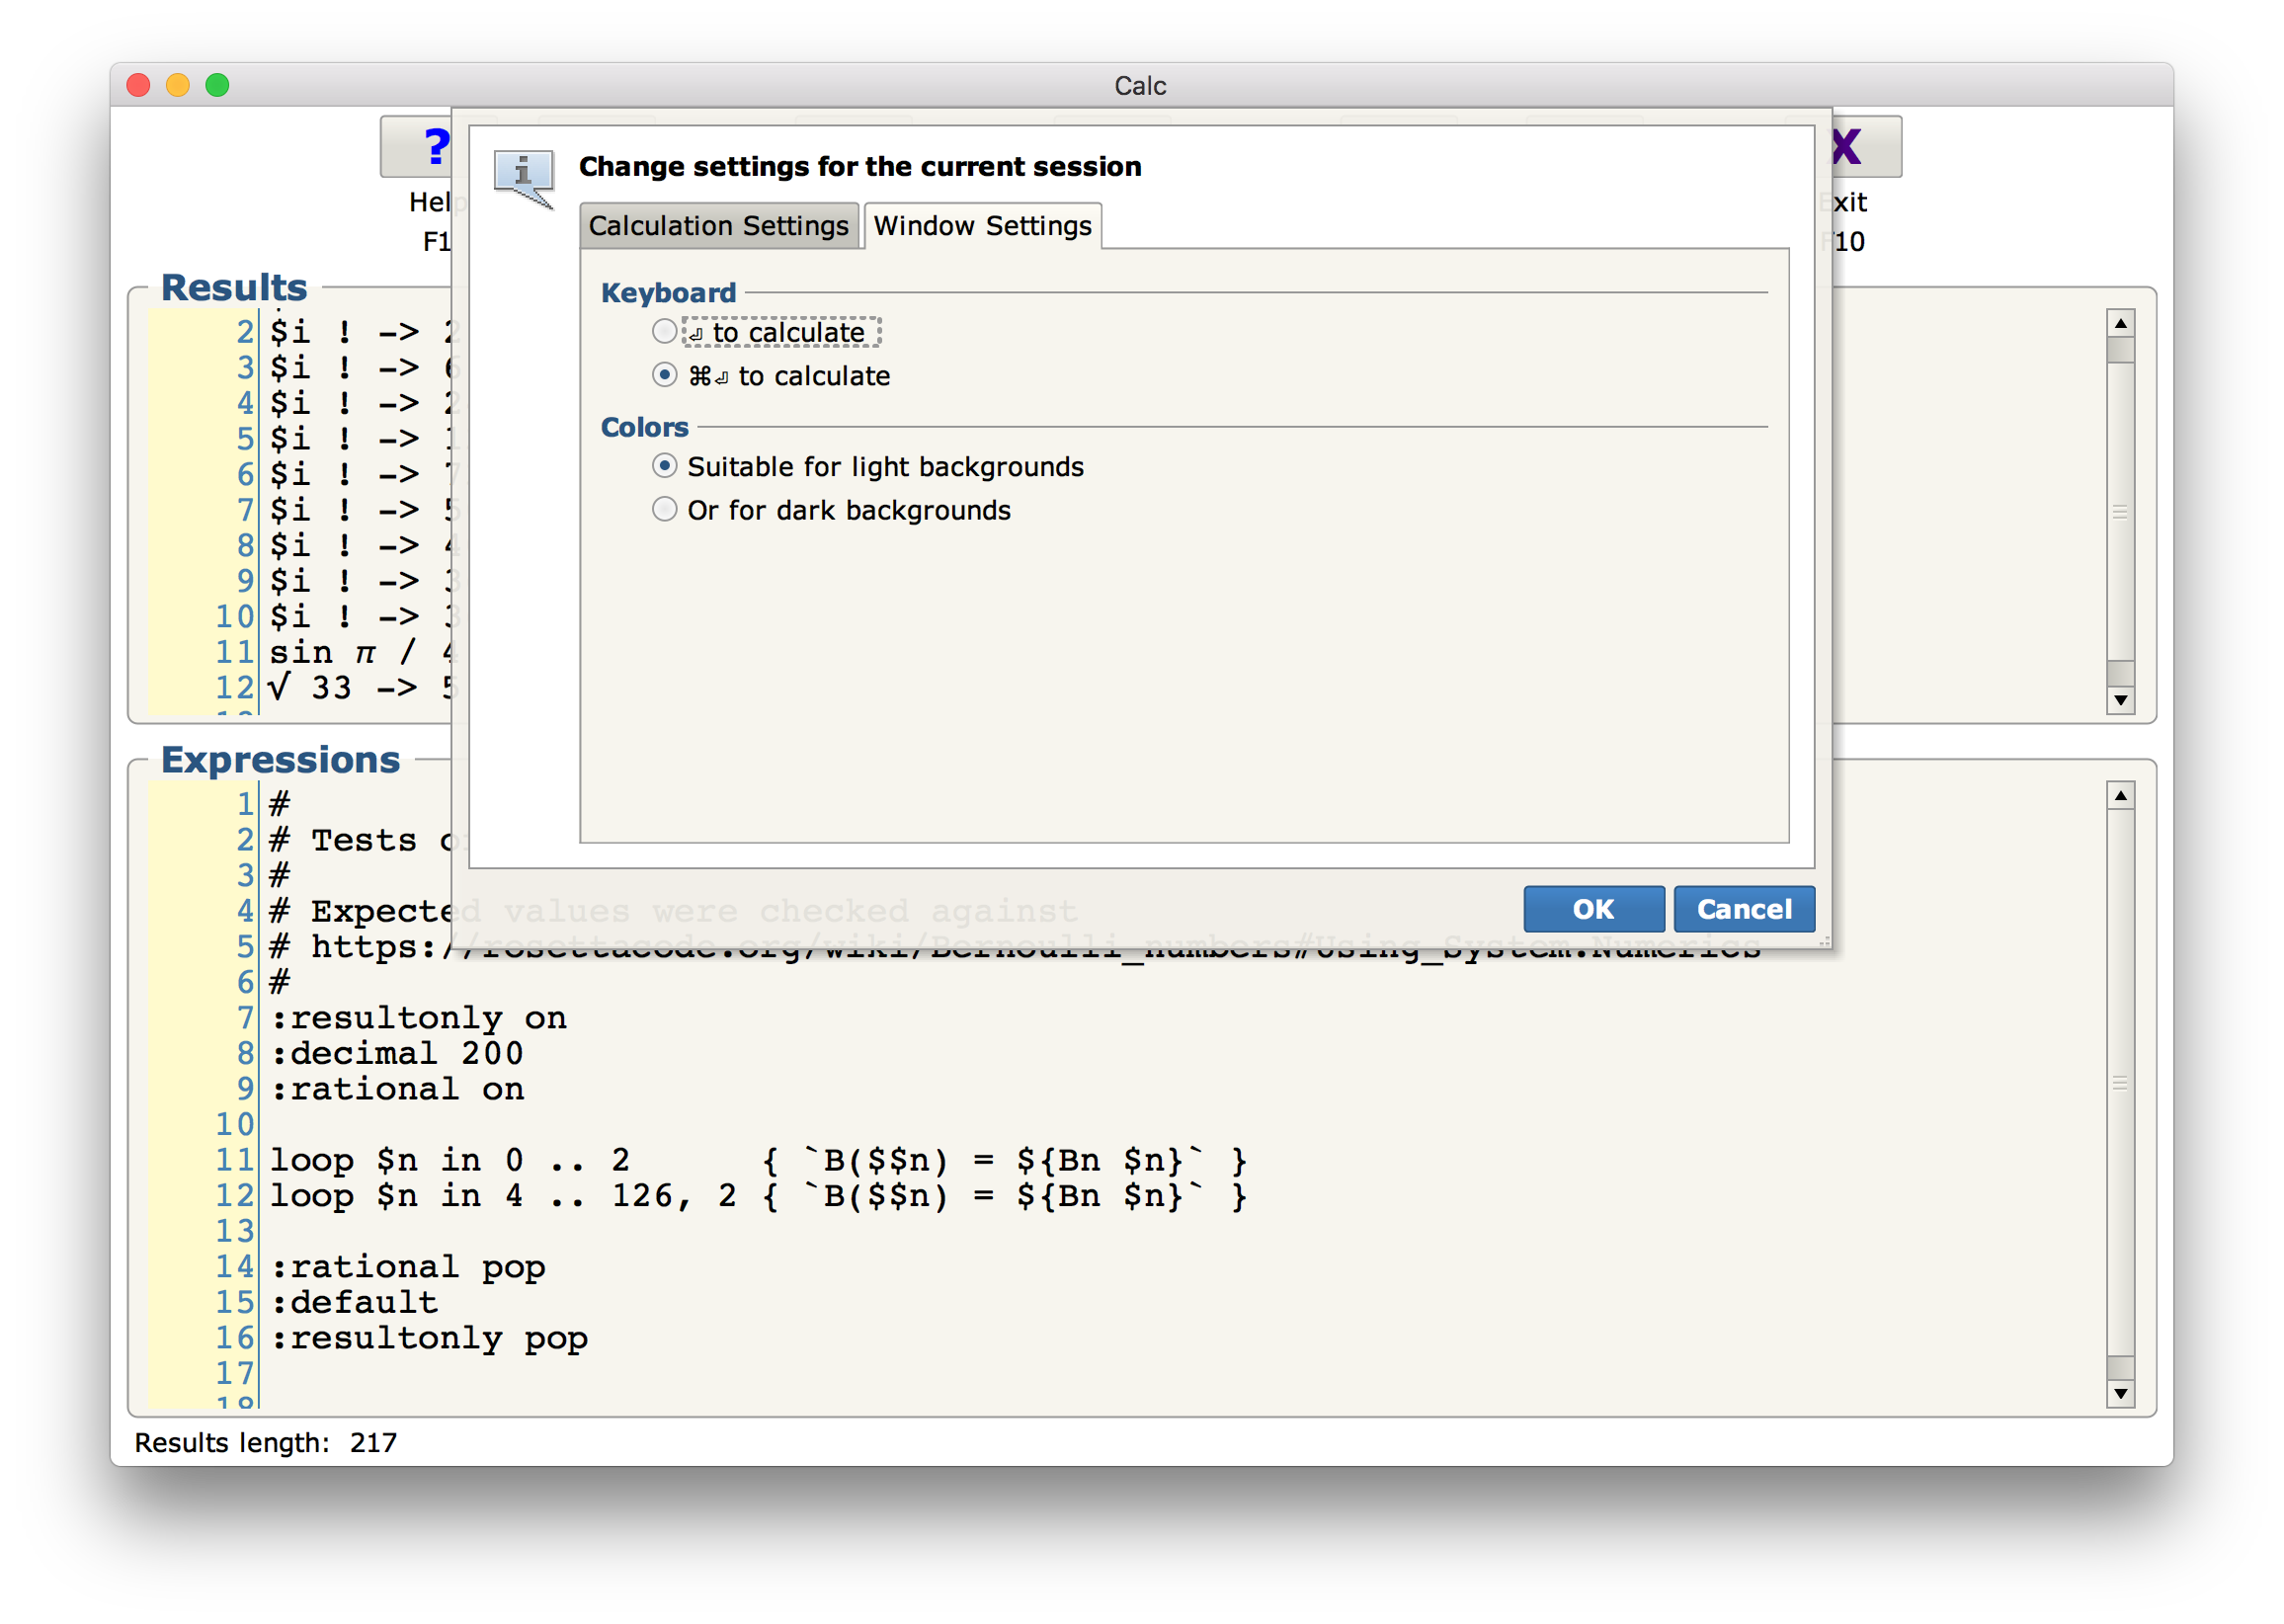 Calc
?
X
Change settings for the current session
Help
Exit
Calculation Settings
Window Settings
F1
F10
Keyboard
⏎ to calculate
⌘⏎ to calculate
Colors
Suitable for light backgrounds
Or for dark backgrounds
OK
Cancel
Results
2 $i ! -> 2
3 $i ! -> 6
4 $i ! -> 2
5 $i ! -> 1
6 $i ! -> 7
7 $i ! -> 5
8 $i ! -> 4
9 $i ! -> 3
10 $i ! -> 3
11 sin π / 4
12 √ 33 -> 5
Expressions
1 #
2 # Tests
3 #
4 # Expected values were checked against
5 # https://rosettacode.org/wiki/Bernoulli_numbers#Using_System.Numerics
6 #
7 :resultonly on
8 :decimal 200
9 :rational on
10
11 loop $n in 0 .. 2      { `B($$n) = ${Bn $n}` }
12 loop $n in 4 .. 126, 2 { `B($$n) = ${Bn $n}` }
13
14 :rational pop
15 :default
16 :resultonly pop
17
18
Results length: 217